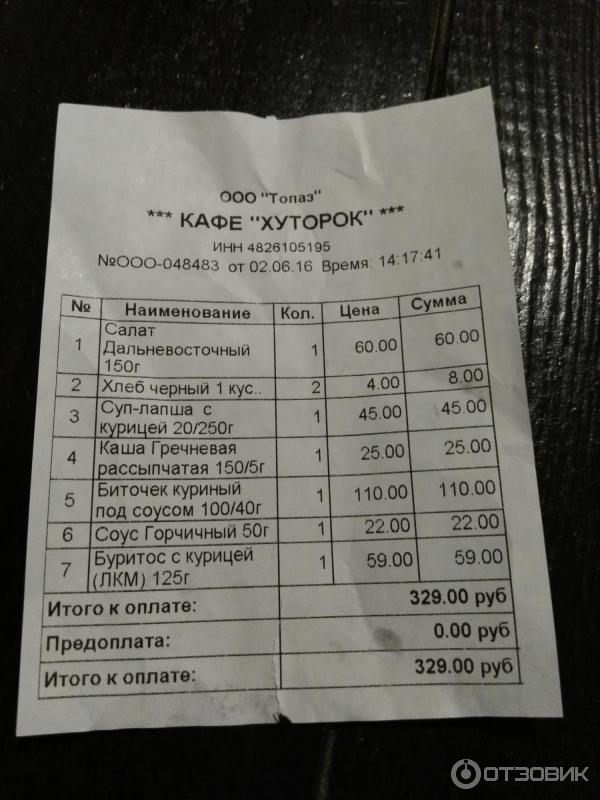 ООО "Топаз"
*** КАФЕ "ХУТОРОК" ***
ИНН 4826105195
№ООО-048483 от 02.06.16 Время: 14:17:41
№ Наименование Кол. Цена Сумма
1 Салат Дальневосточный 150г 1 60.00 60.00
2 Хлеб черный 1 кус.. 2 4.00 8.00
3 Суп-лапша с курицей 20/250г 1 45.00 45.00
4 Каша Гречневая рассыпчатая 150/5г 1 25.00 25.00
5 Биточек куриный под соусом 100/40г 1 110.00 110.00
6 Соус Горчичный 50г 1 22.00 22.00
7 Буритос с курицей (ЛКМ) 125г 1 59.00 59.00
Итого к оплате: 329.00 руб
Предоплата: 0.00 руб
Итого к оплате: 329.00 руб
ОТЗОВИК